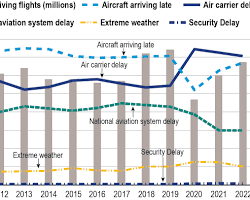 iving flights (millions) Aircraft arriving late Air carrier de
aviation system delay Extreme weather Security Delay
Aircraft arriving late
Air carrier delay
National aviation system delay
Extreme weather
Security Delay
12 2013 2014 2015 2016 2017 2018 2019 2020 2021 2022